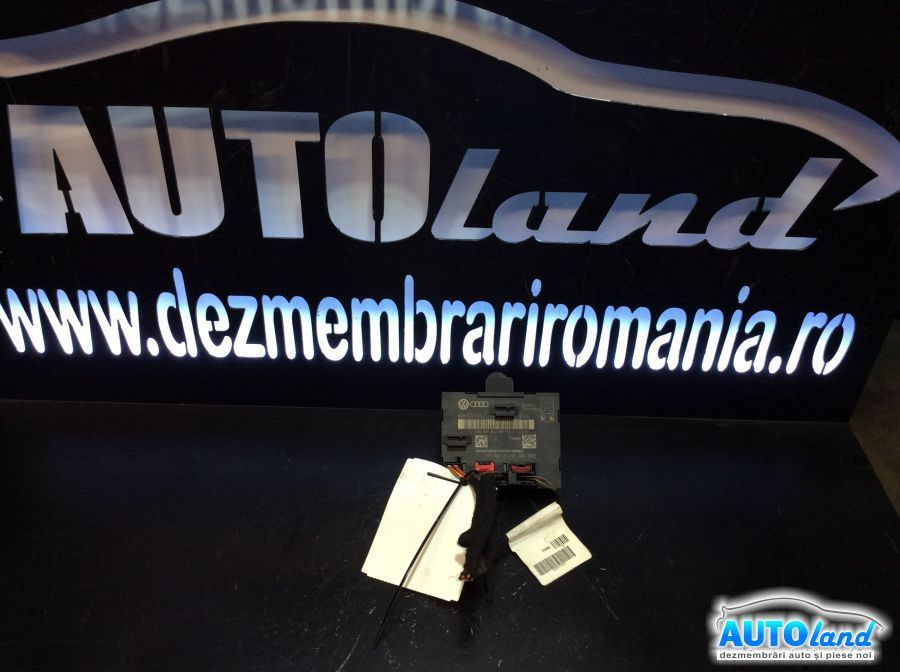 AUTOland
www.dezmembrariromania.ro
AUTOland
dezmembrări auto și piese noi